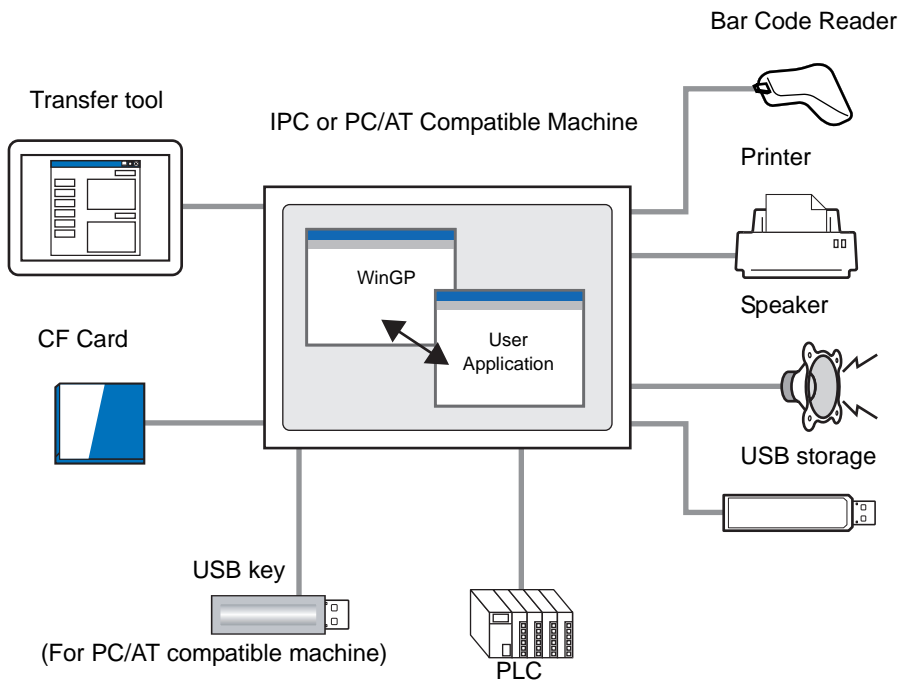 Bar Code Reader
Transfer tool
IPC or PC/AT Compatible Machine
Printer
WinGP
Speaker
CF Card
User
Application
USB storage
USB key
(For PC/AT compatible machine)
PLC